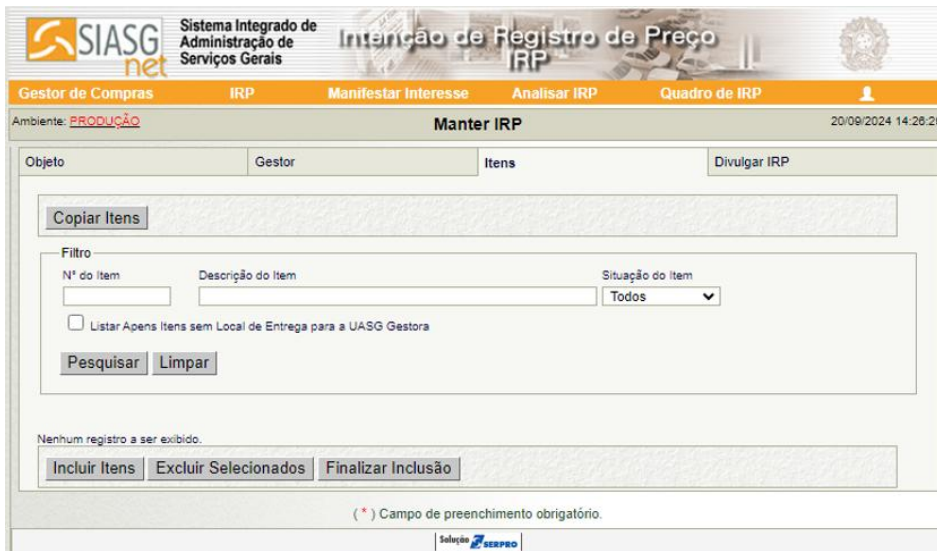 SIASG
net
Sistema Integrado de
Administração de
Serviços Gerais
Intenção de Registro de Preço
IRP
Gestor de Compras IRP Manifestar Interesse Analisar IRP Quadro de IRP
Ambiente: PRODUÇÃO Manter IRP 20/09/2024 14:26:2
Objeto Gestor Itens Divulgar IRP
Copiar Itens
Filtro
N° do Item Descrição do Item Situação do Item
Todos
Listar Apens Itens sem Local de Entrega para a UASG Gestora
Pesquisar Limpar
Nenhum registro a ser exibido.
Incluir Itens Excluir Selecionados Finalizar Inclusão
( * ) Campo de preenchimento obrigatório.
Solução SERPRO